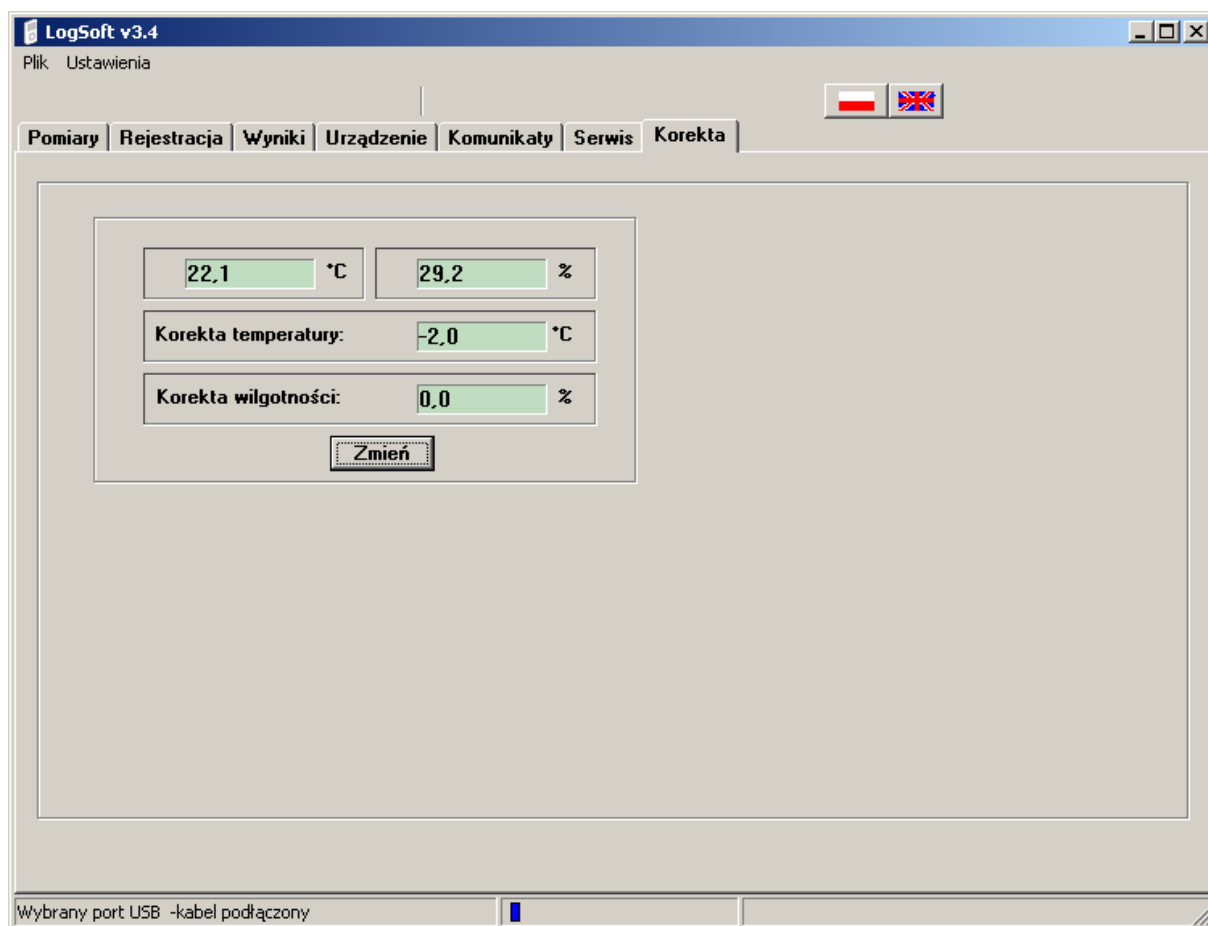 LogSoft v3.4
Plik Ustawienia
Pomiary Rejestracja Wyniki Urządzenie Komunikaty Serwis Korekta
22,1 °C 29,2 %
Korekta temperatury: -2,0 °C
Korekta wilgotności: 0,0 %
Zmień
Wybrany port USB -kabel podłączony